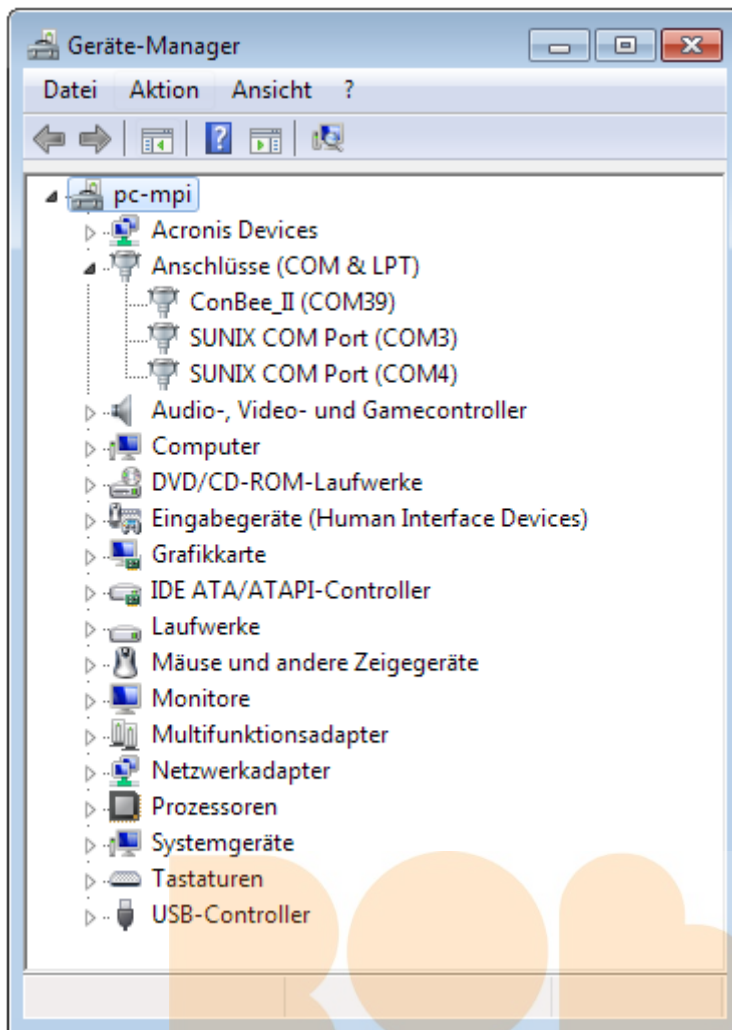 Geräte-Manager
Datei Aktion Ansicht ?
pc-mpi
Acronis Devices
Anschlüsse (COM & LPT)
ConBee_II (COM39)
SUNIX COM Port (COM3)
SUNIX COM Port (COM4)
Audio-, Video- und Gamecontroller
Computer
DVD/CD-ROM-Laufwerke
Eingabegeräte (Human Interface Devices)
Grafikkarte
IDE ATA/ATAPI-Controller
Laufwerke
Mäuse und andere Zeigegeräte
Monitore
Multifunktionsadapter
Netzwerkadapter
Prozessoren
Systemgeräte
Tastaturen
USB-Controller